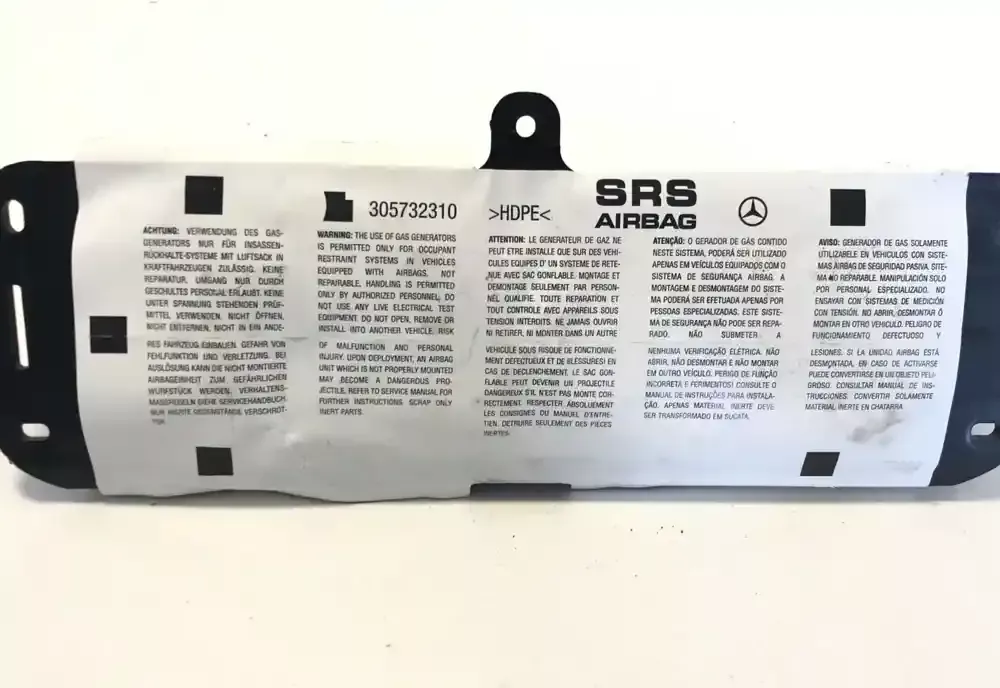 305732310
>HDPE<
SRS
AIRBAG
ACHTUNG: VERWENDUNG DES GAS-
GENERATORS NUR FÜR INSASSEN-
RÜCKHALTE-SYSTEME MIT LUFTSACK IN
KRAFTFAHRZEUGEN ZULÄSSIG. KEINE
REPARATUR. UMGANG NUR DURCH
GESCHULTES PERSONAL ERLAUBT. KEINE
UNTER SPANNUNG STEHENDEN PRÜF-
MITTEL VERWENDEN. NICHT ÖFFNEN,
NICHT ENTFERNEN, NICHT IN EIN ANDE-
RES FAHRZEUG EINBAUEN. GEFAHR VON
FEHLFUNKTION UND VERLETZUNG. BEI
AUSLÖSUNG KANN DIE NICHT MONTIERTE
AIRBAGEINHEIT ZUM GEFÄHRLICHEN
WURFSTÜCK WERDEN. VERHALTENS-
MASSREGELN SIEHE SERVICEHANDBUCH.
WARNING: THE USE OF GAS GENERATORS
IS PERMITTED ONLY FOR OCCUPANT
RESTRAINT SYSTEMS IN VEHICLES
EQUIPPED WITH AIRBAGS. NOT
REPAIRABLE. HANDLING IS PERMITTED
ONLY BY AUTHORIZED PERSONNEL; DO
NOT USE ANY LIVE ELECTRICAL TEST
EQUIPMENT. DO NOT OPEN, REMOVE OR
INSTALL INTO ANOTHER VEHICLE. RISK
OF MALFUNCTION AND PERSONAL
INJURY. UPON DEPLOYMENT, AN AIRBAG
UNIT WHICH IS NOT PROPERLY MOUNTED
MAY BECOME A DANGEROUS PRO-
JECTILE. REFER TO SERVICE MANUAL FOR
FURTHER INSTRUCTIONS. SCRAP ONLY
INERT PARTS.
ATTENTION: LE GENERATEUR DE GAZ NE
PEUT ETRE INSTALLE QUE SUR DES VEHI-
CULES EQUIPES D' UN SYSTEME DE RETE-
NUE AVEC SAC GONFLABLE. MONTAGE ET
DEMONTAGE SEULEMENT PAR PERSON-
NEL QUALIFIE. TOUTE REPARATION ET
TOUT CONTROLE AVEC APPAREILS SOUS
TENSION INTERDITS. NE JAMAIS OUVRIR
NI RETIRER, NI MONTER DANS UN AUTRE
VEHICULE SOUS RISQUE DE FONCTIONNE-
MENT DEFECTUEUX ET DE BLESSURES! EN
CAS DE DECLENCHEMENT, LE SAC GON-
FLABLE PEUT DEVENIR UN PROJECTILE
DANGEREUX S'IL N'EST PAS MONTE COR-
RECTEMENT. RESPECTER ABSOLUEMENT
LES CONSIGNES DU MANUEL D'ENTRE-
TIEN. DETRUIRE SEULEMENT DES PIECES
INERTES.
ATENÇÃO: O GERADOR DE GÁS CONTIDO
NESTE SISTEMA, PODERÁ SER UTILIZADO
APENAS EM VEÍCULOS EQUIPADOS COM O
SISTEMA DE SEGURANÇA AIRBAG. A
MONTAGEM E DESMONTAGEM DO SISTE-
MA PODERÁ SER EFETUADA APENAS POR
PESSOAS ESPECIALIZADAS. ESTE SISTE-
MA DE SEGURANÇA NÃO PODE SER REPA-
RADO. NÃO SUBMETER A
NENHUMA VERIFICAÇÃO ELÉTRICA. NÃO
ABRIR, NÃO DESMONTAR E NÃO MONTAR
EM OUTRO VEÍCULO. PERIGO DE FUNÇÃO
INCORRETA E FERIMENTOS! CONSULTE O
MANUAL DE INSTRUÇÕES PARA INSTALA-
ÇÃO. APENAS MATERIAL INERTE DEVE
SER TRANSFORMADO EM SUCATA.
AVISO: GENERADOR DE GAS SOLAMENTE
UTILIZABELE EN VEHICULOS CON SISTE-
MAS AIRBAG DE SEGURIDAD PASIVA. SITE-
MA NO REPARABLE. MANIPULACIÓN SOLO
POR PERSONAL ESPECIALIZADO. NO
ENSAYAR CON SISTEMAS DE MEDICIÓN
CON TENSIÓN. NO ABRIR, DESMONTAR Ó
MONTAR EN OTRO VEHICULO. PELIGRO DE
FUNCIONAMIENTO DEFECTUOSO Y
LESIONES. SI LA UNIDAD AIRBAG ESTÁ
DESMONTADA, EN CASO DE ACTIVARSE
PUEDE CONVERTIRSE EN UN OBJETO PELI-
GROSO. CONSULTAR MANUAL DE INS-
TRUCCIONES. CONVERTIR SOLAMENTE
MATERIAL INERTE EN CHATARRA